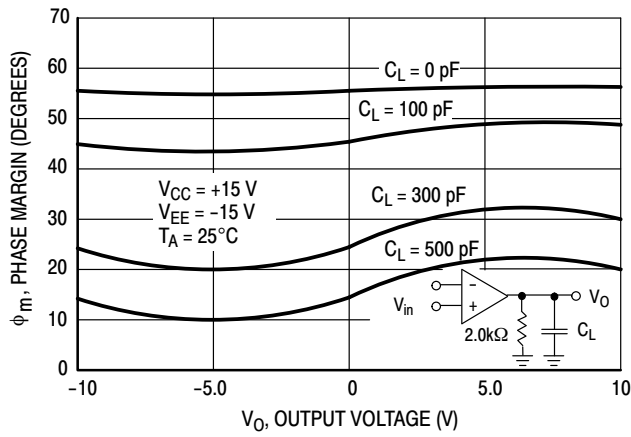 70
60
50
40
30
20
10
0
ϕm, PHASE MARGIN (DEGREES)
CL = 0 pF
CL = 100 pF
VCC = +15 V
VEE = −15 V
TA = 25°C
CL = 300 pF
CL = 500 pF
−
+
Vin
VO
2.0kΩ
CL
−10
−5.0
0
5.0
10
VO, OUTPUT VOLTAGE (V)